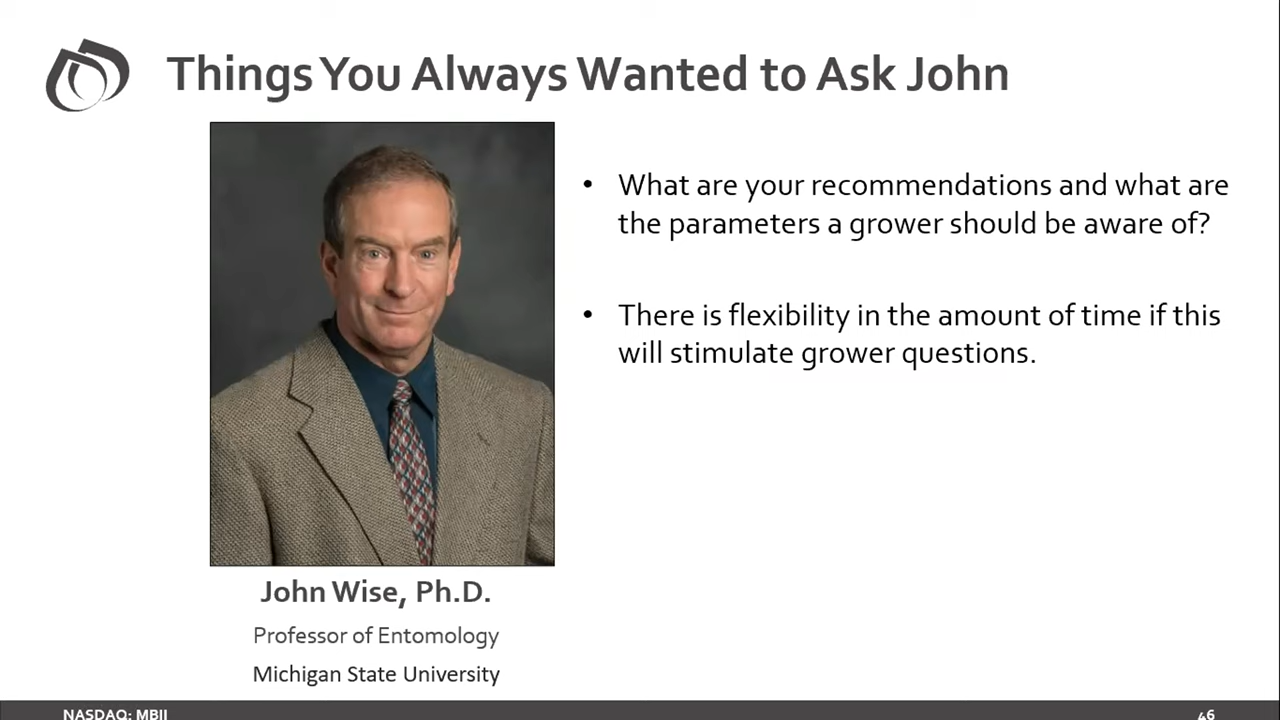 Things You Always Wanted to Ask John
• What are your recommendations and what are
the parameters a grower should be aware of?
• There is flexibility in the amount of time if this
will stimulate grower questions.
John Wise, Ph.D.
Professor of Entomology
Michigan State University
NASDAQ: MBII
46